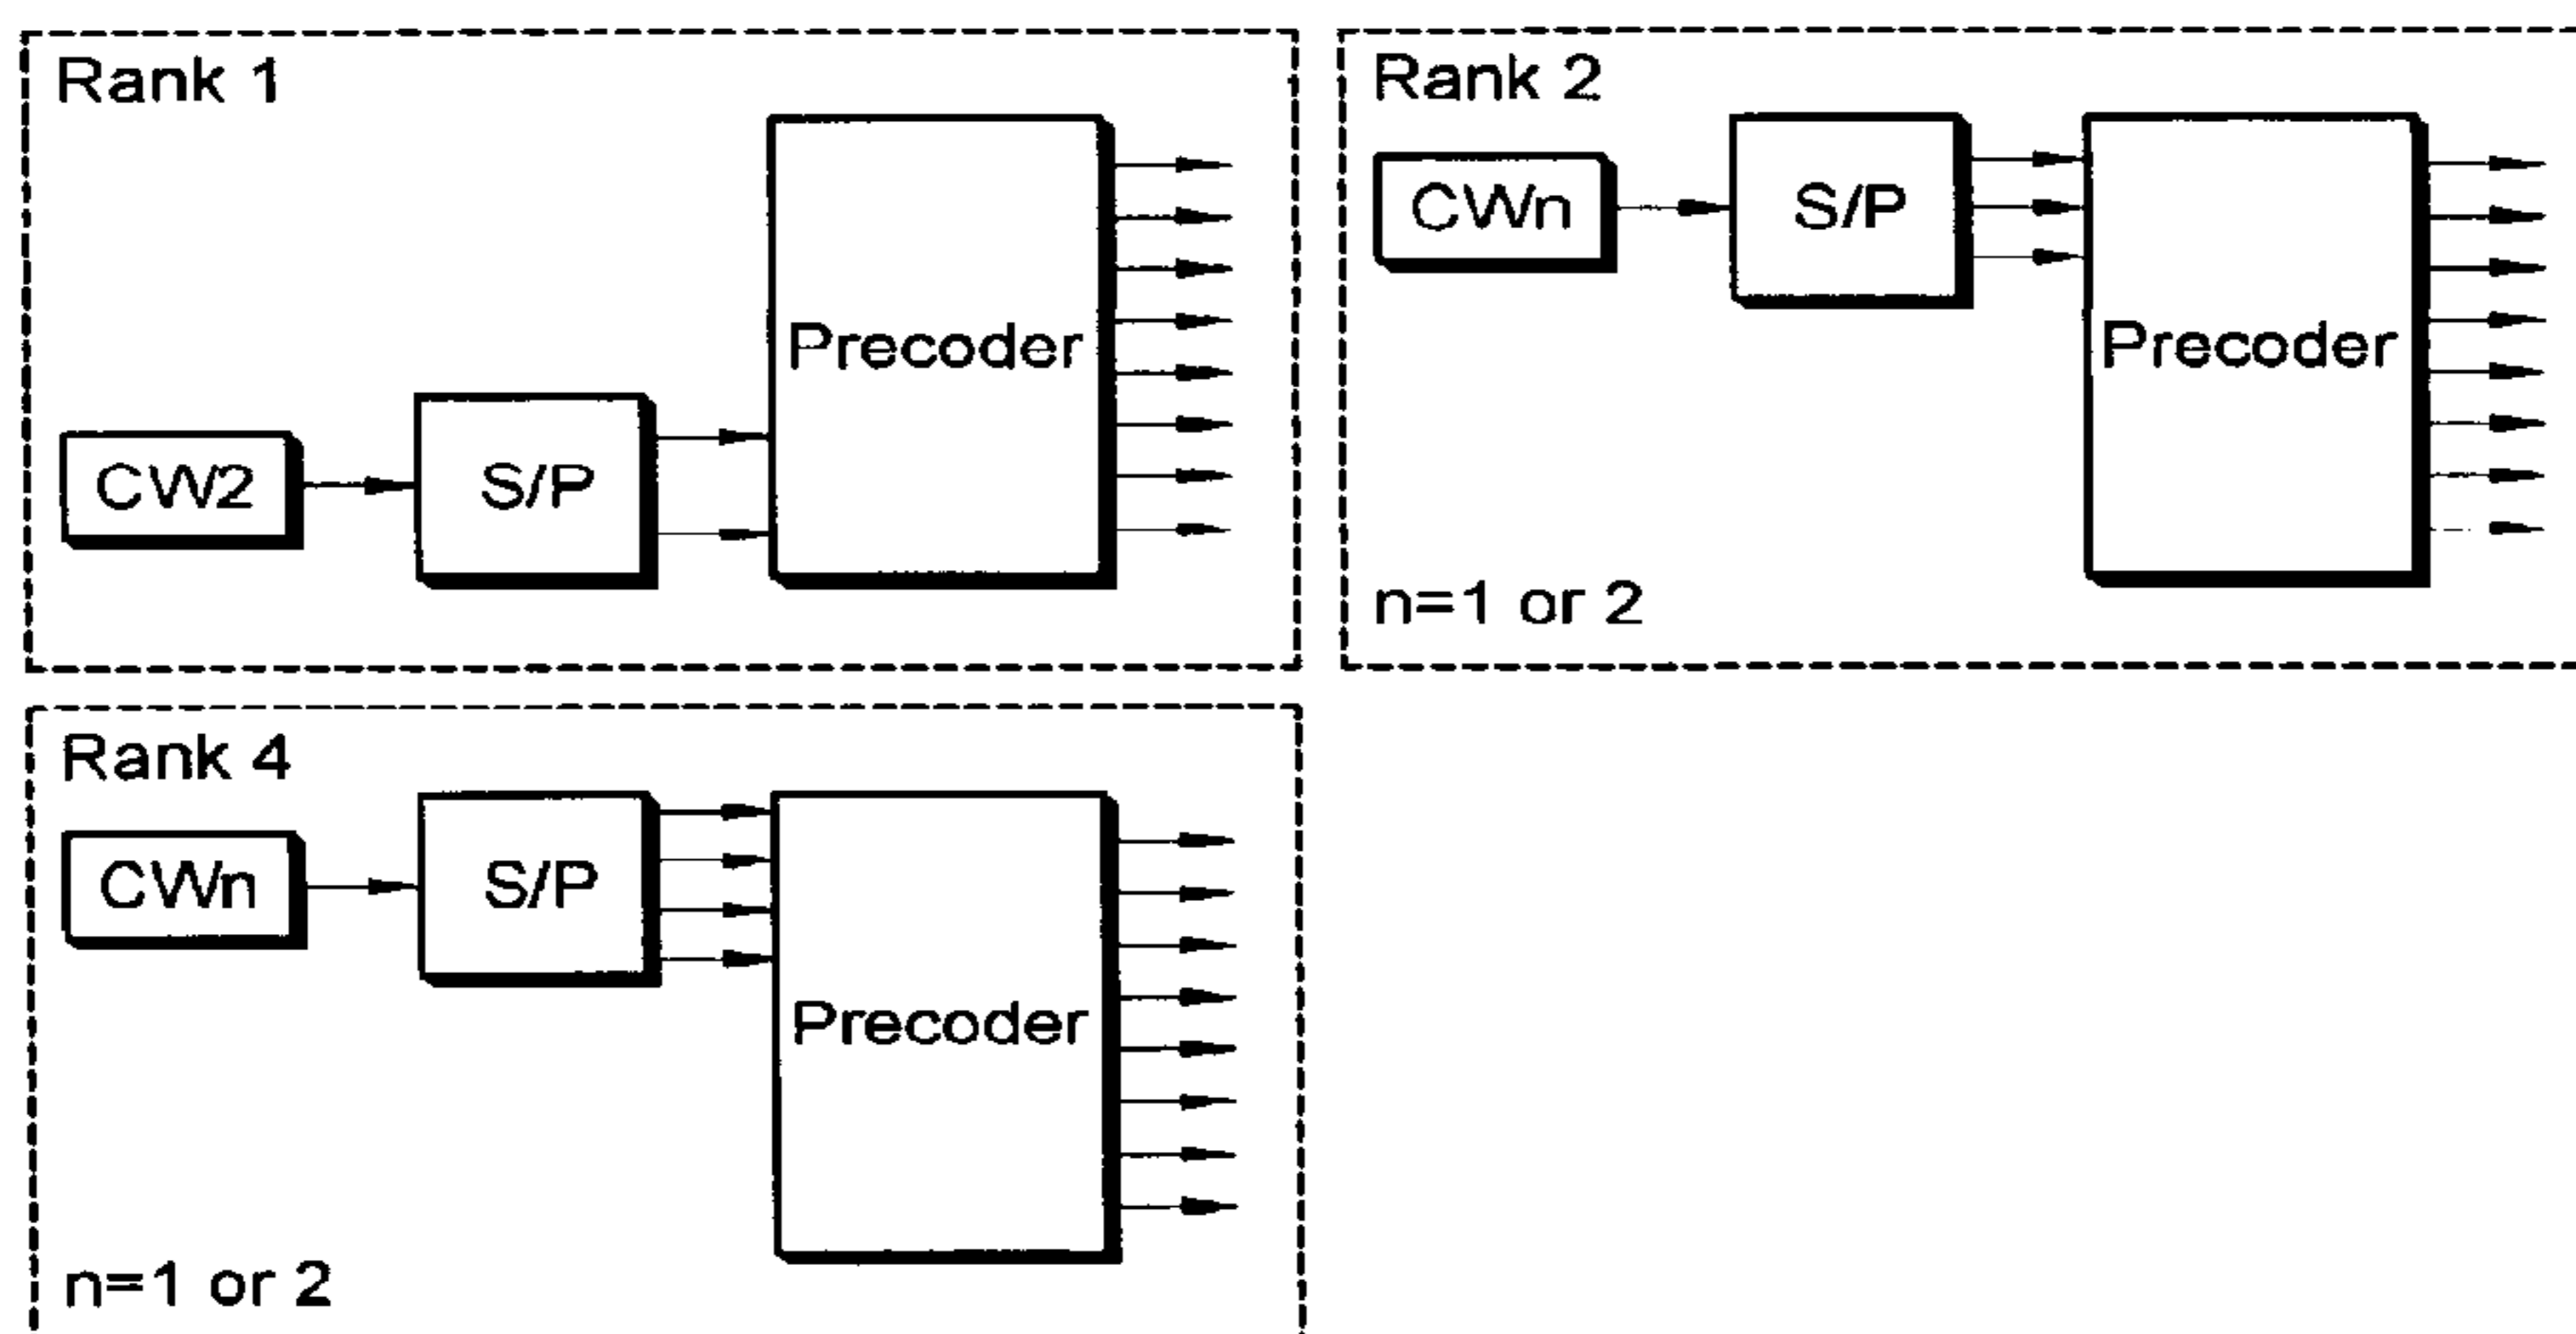 Rank 1
Precoder
CW2
S/P
Rank 2
CWn
S/P
Precoder
n=1 or 2
Rank 4
CWn
S/P
Precoder
n=1 or 2